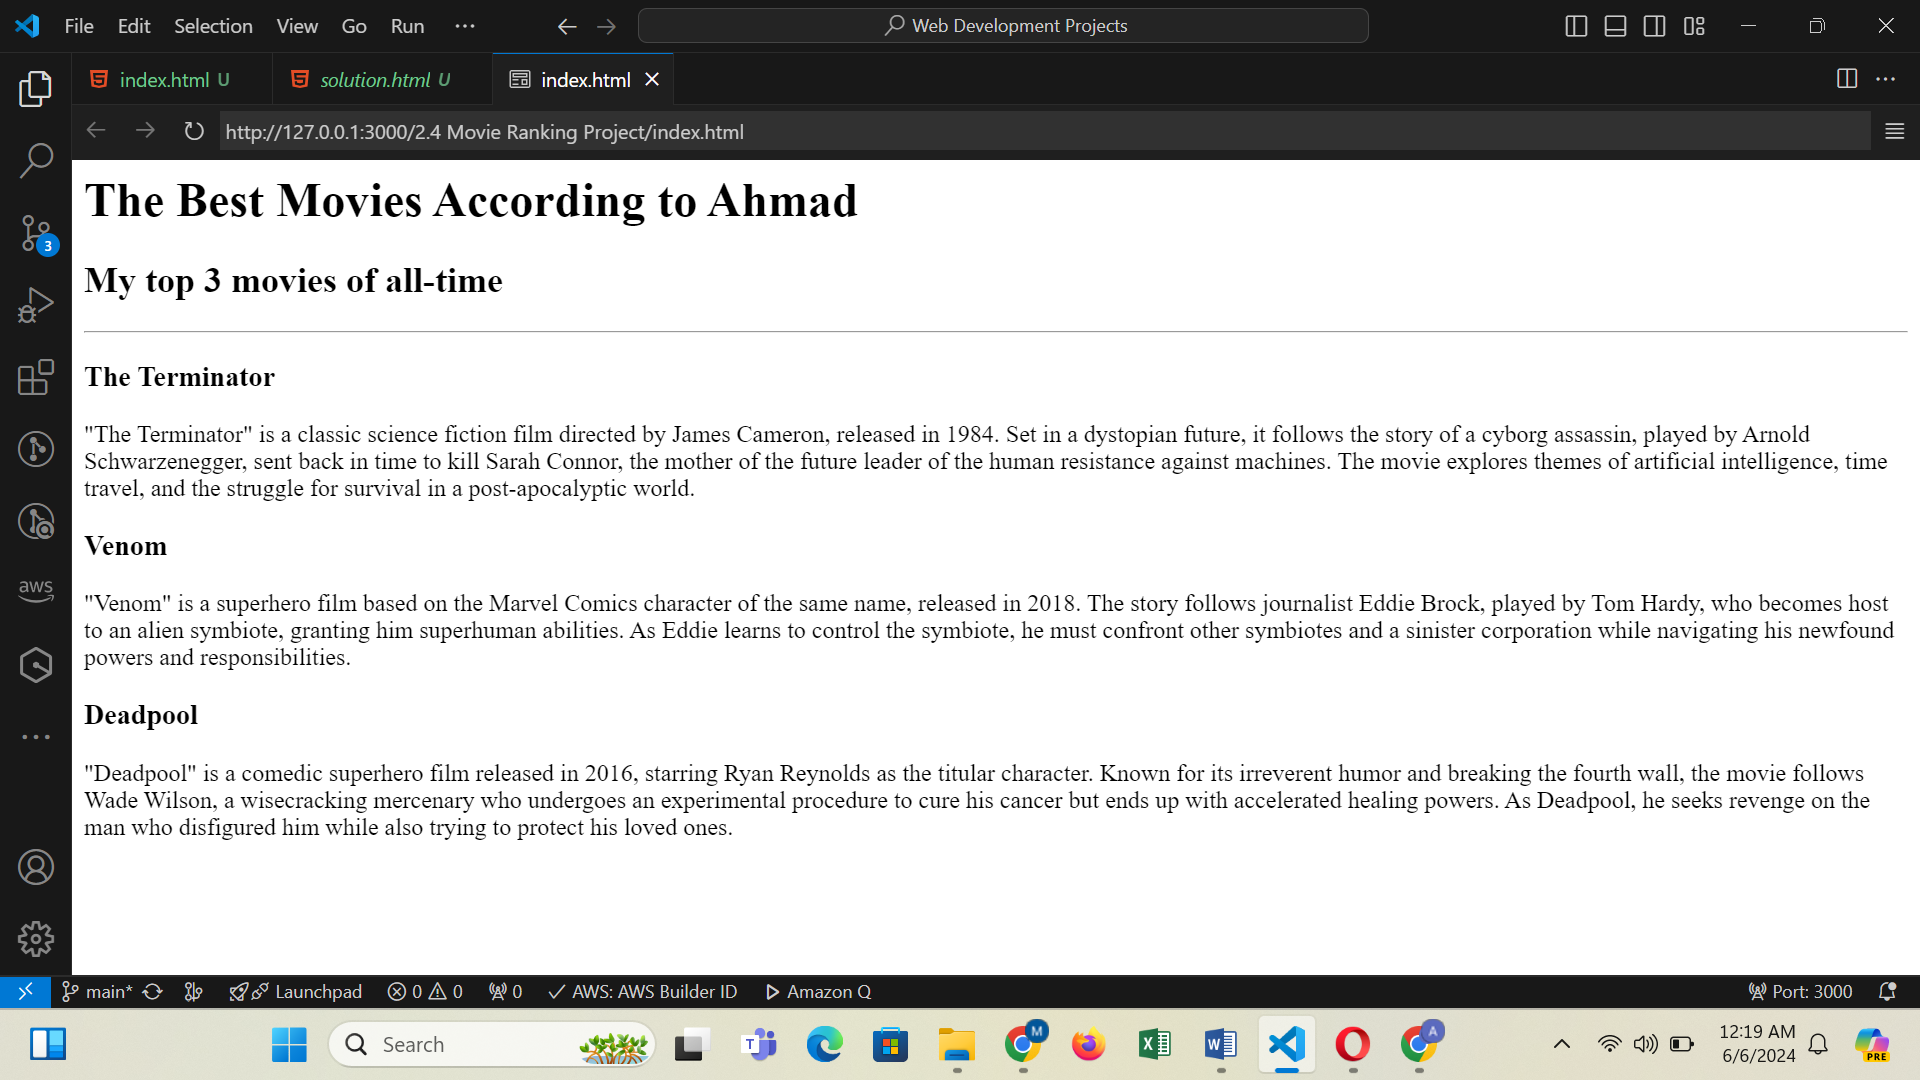 File Edit Selection View Go Run ··· Web Development Projects
index.html U solution.html U index.html
http://127.0.0.1:3000/2.4 Movie Ranking Project/index.html
The Best Movies According to Ahmad
My top 3 movies of all-time
The Terminator
"The Terminator" is a classic science fiction film directed by James Cameron, released in 1984. Set in a dystopian future, it follows the story of a cyborg assassin, played by Arnold
Schwarzenegger, sent back in time to kill Sarah Connor, the mother of the future leader of the human resistance against machines. The movie explores themes of artificial intelligence, time
travel, and the struggle for survival in a post-apocalyptic world.
Venom
"Venom" is a superhero film based on the Marvel Comics character of the same name, released in 2018. The story follows journalist Eddie Brock, played by Tom Hardy, who becomes host
to an alien symbiote, granting him superhuman abilities. As Eddie learns to control the symbiote, he must confront other symbiotes and a sinister corporation while navigating his newfound
powers and responsibilities.
Deadpool
"Deadpool" is a comedic superhero film released in 2016, starring Ryan Reynolds as the titular character. Known for its irreverent humor and breaking the fourth wall, the movie follows
Wade Wilson, a wisecracking mercenary who undergoes an experimental procedure to cure his cancer but ends up with accelerated healing powers. As Deadpool, he seeks revenge on the
man who disfigured him while also trying to protect his loved ones.
3
aws
main* Launchpad 0 0 0 AWS: AWS Builder ID Amazon Q Port: 3000
Search T M X W A 12:19 AM PRE
6/6/2024